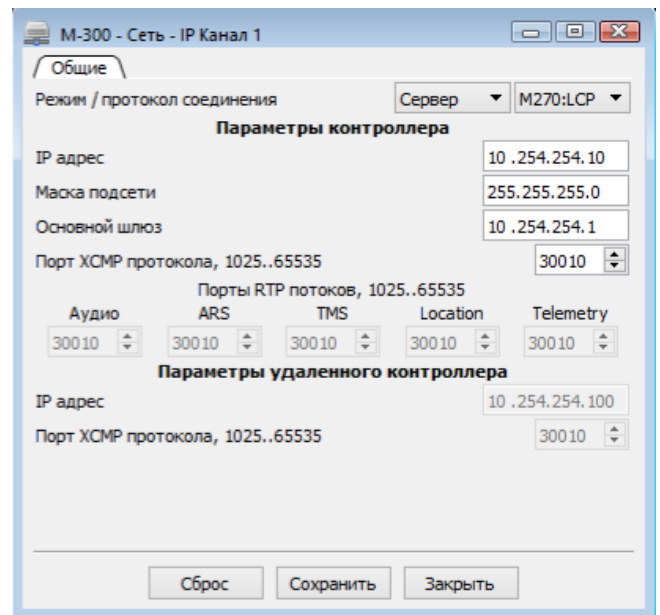 М-300 - Сеть - IP Канал 1
Общие
Режим / протокол соединения Сервер M270:LCP
Параметры контроллера
IP адрес 10 .254.254.10
Маска подсети 255.255.255.0
Основной шлюз 10 .254.254.1
Порт XCMP протокола, 1025..65535 30010
Порты RTP потоков, 1025..65535
Аудио ARS TMS Location Telemetry
30010 30010 30010 30010 30010
Параметры удаленного контроллера
IP адрес 10 .254.254.100
Порт XCMP протокола, 1025..65535 30010
Сброс Сохранить Закрыть